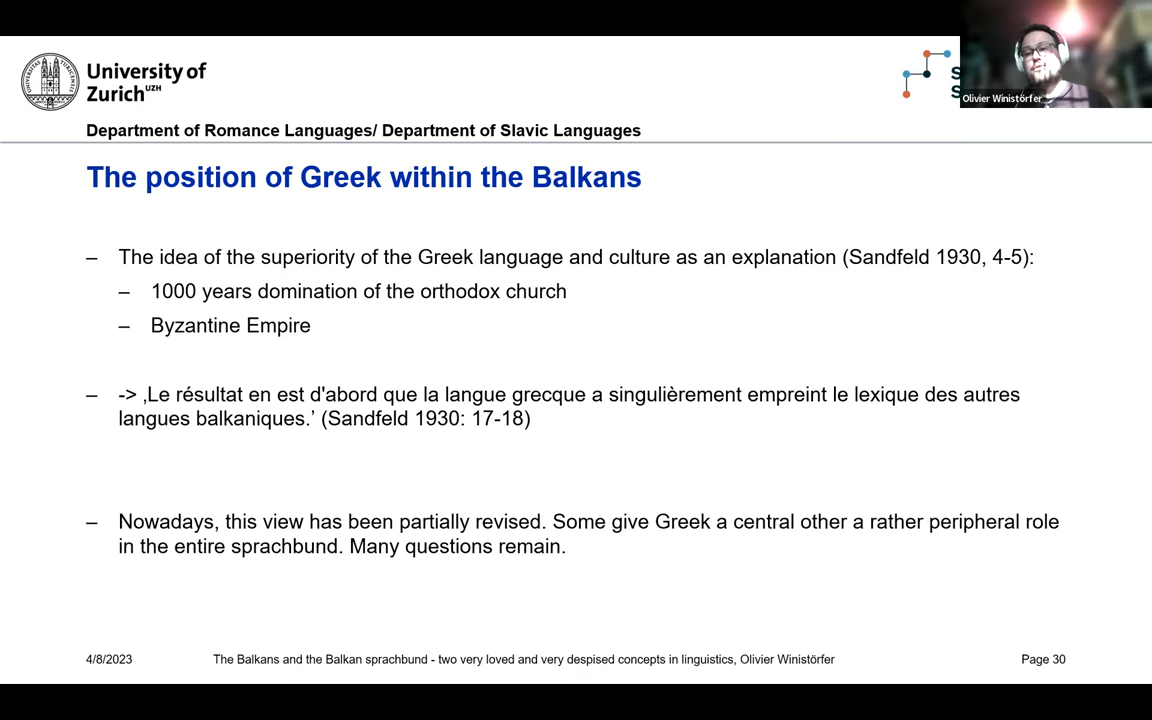 University of
Zurich UZH
S
S
Olivier Winistörfer
Department of Romance Languages/ Department of Slavic Languages
The position of Greek within the Balkans
– The idea of the superiority of the Greek language and culture as an explanation (Sandfeld 1930, 4-5):
– 1000 years domination of the orthodox church
– Byzantine Empire
– -> ‚Le résultat en est d'abord que la langue grecque a singulièrement empreint le lexique des autres
langues balkaniques.’ (Sandfeld 1930: 17-18)
– Nowadays, this view has been partially revised. Some give Greek a central other a rather peripheral role
in the entire sprachbund. Many questions remain.
4/8/2023 The Balkans and the Balkan sprachbund - two very loved and very despised concepts in linguistics, Olivier Winistörfer Page 30